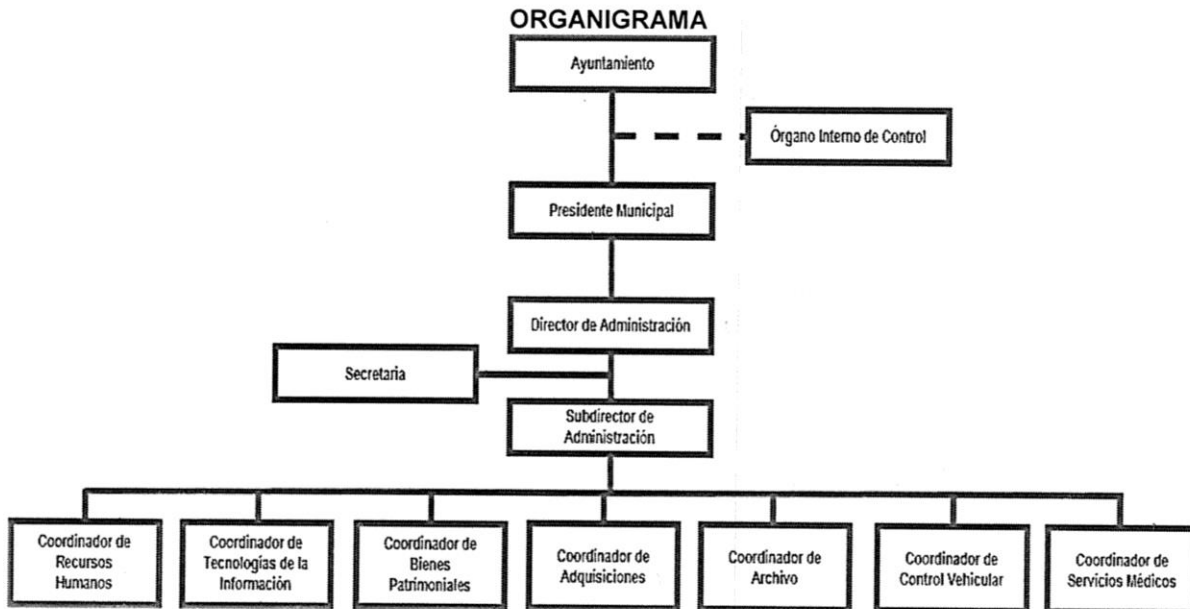 ORGANIGRAMA
Ayuntamiento
Órgano Interno de Control
Presidente Municipal
Director de Administración
Secretaria
Subdirector de
Administración
Coordinador de
Recursos
Humanos
Coordinador de
Tecnologías de la
Información
Coordinador de
Bienes
Patrimoniales
Coordinador de
Adquisiciones
Coordinador de
Archivo
Coordinador de
Control Vehicular
Coordinador de
Servicios Médicos